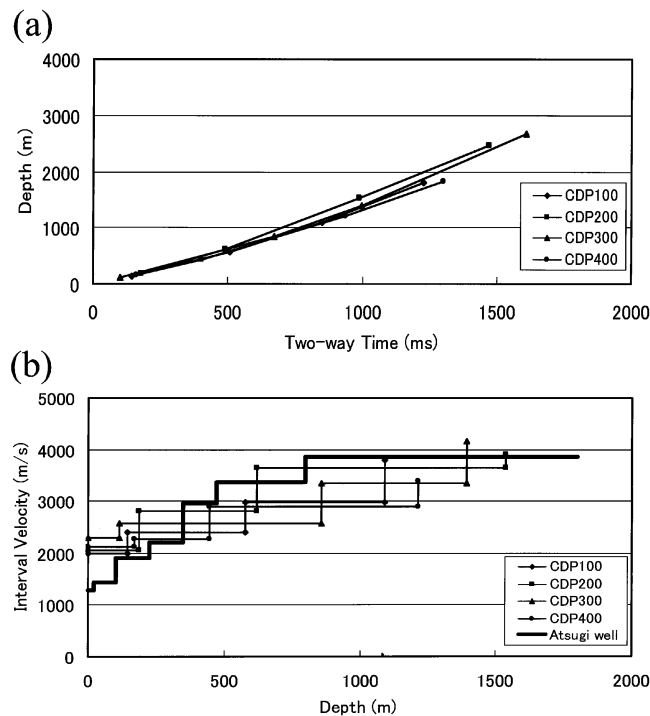 (a)
4000
3000
2000
1000
0
Depth (m)
0 500 1000 1500 2000
Two-way Time (ms)
CDP100
CDP200
CDP300
CDP400
(b)
5000
4000
3000
2000
1000
0
Interval Velocity (m/s)
0 500 1000 1500 2000
Depth (m)
CDP100
CDP200
CDP300
CDP400
Atsugi well